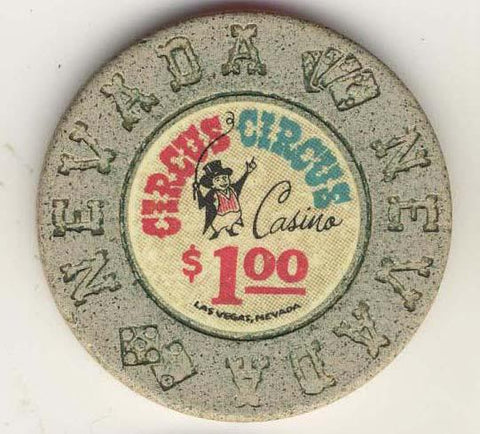 NEVADA
NEVADA
CIRCUS CIRCUS
Casino
$1.00
LAS VEGAS, NEVADA